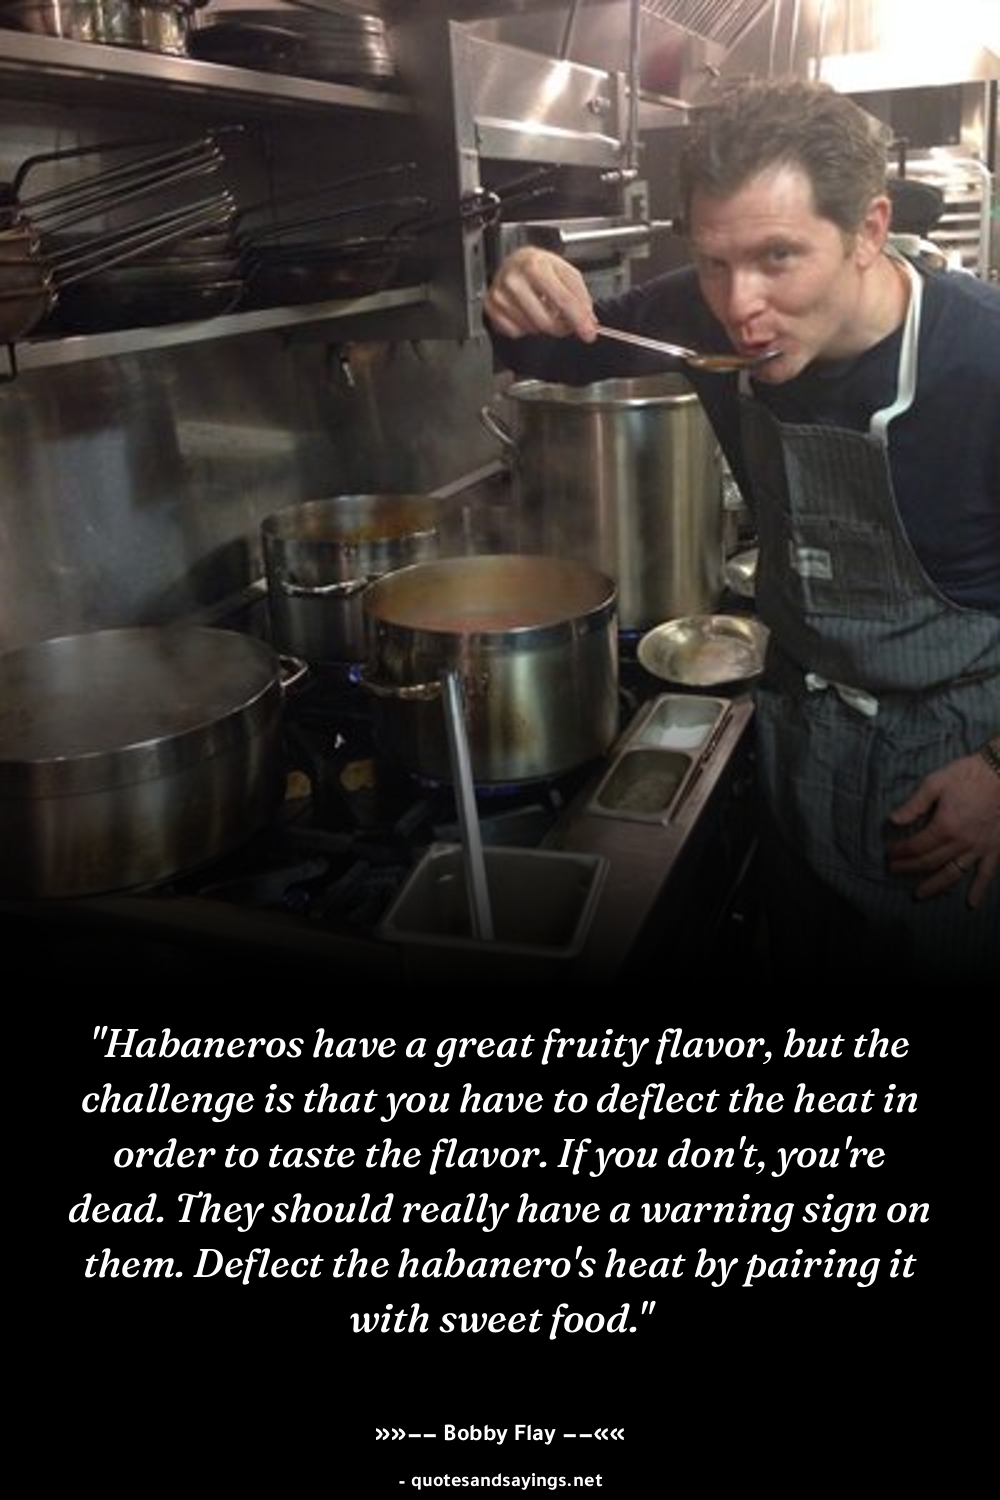 "Habaneros have a great fruity flavor, but the
challenge is that you have to deflect the heat in
order to taste the flavor. If you don't, you're
dead. They should really have a warning sign on
them. Deflect the habanero's heat by pairing it
with sweet food."
»»–– Bobby Flay ––««
- quotesandsayings.net